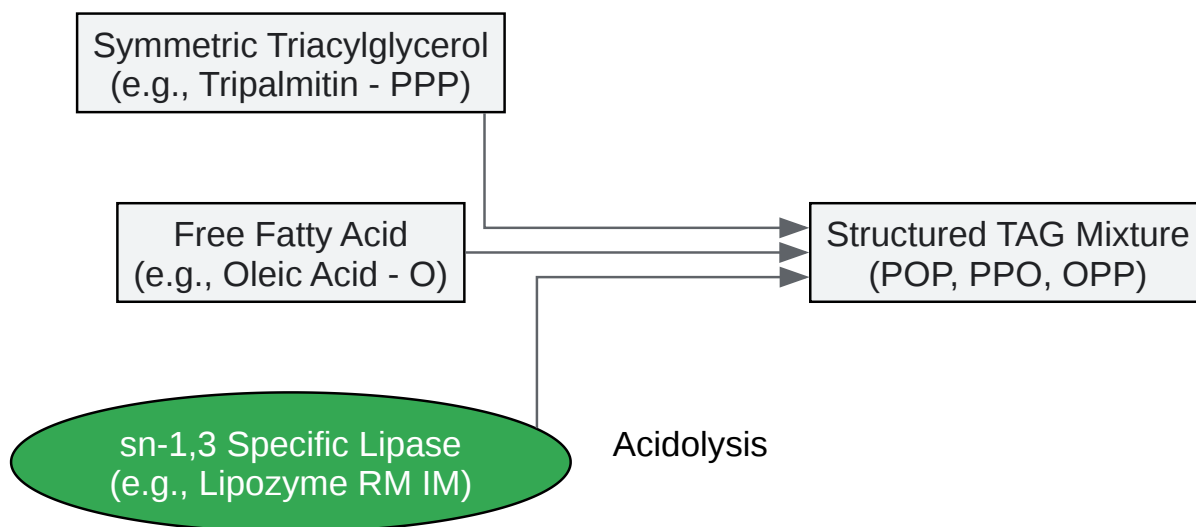 Symmetric Triacylglycerol
(e.g., Tripalmitin - PPP)
Free Fatty Acid
(e.g., Oleic Acid - O)
Structured TAG Mixture
(POP, PPO, OPP)
sn-1,3 Specific Lipase
(e.g., Lipozyme RM IM)
Acidolysis